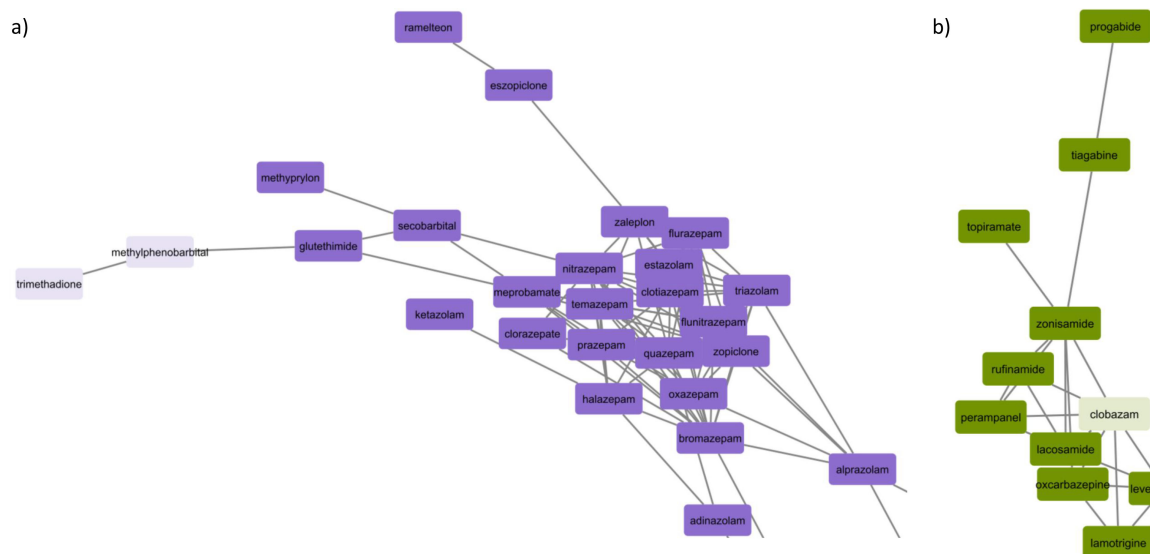 a)
ramelteon
eszopiclone
methyprylon
secobarbital
zaleplon
flurazepam
methylphenobarbital
glutethimide
trimethadione
nitrazepam
estazolam
meprobamate
temazepam
clotiazepam
triazolam
ketazolam
clorazepate
flunitrazepam
prazepam
quazepam
zopiclone
halazepam
oxazepam
bromazepam
alprazolam
adinazolam
b)
progabide
tiagabine
topiramate
zonisamide
rufinamide
perampanel
clobazam
lacosamide
oxcarbazepine
leve
lamotrigine